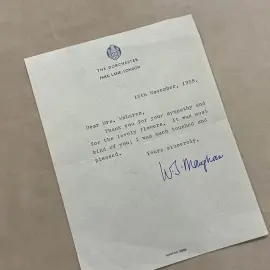 THE DORCHESTER
PARK LANE · LONDON
15th November, 1958.
Dear Mrs.
Thank you for your sympathy and
for the lovely flowers. It was most
kind of you; I was much touched and
pleased.
Yours sincerely,
W.S. Maugham